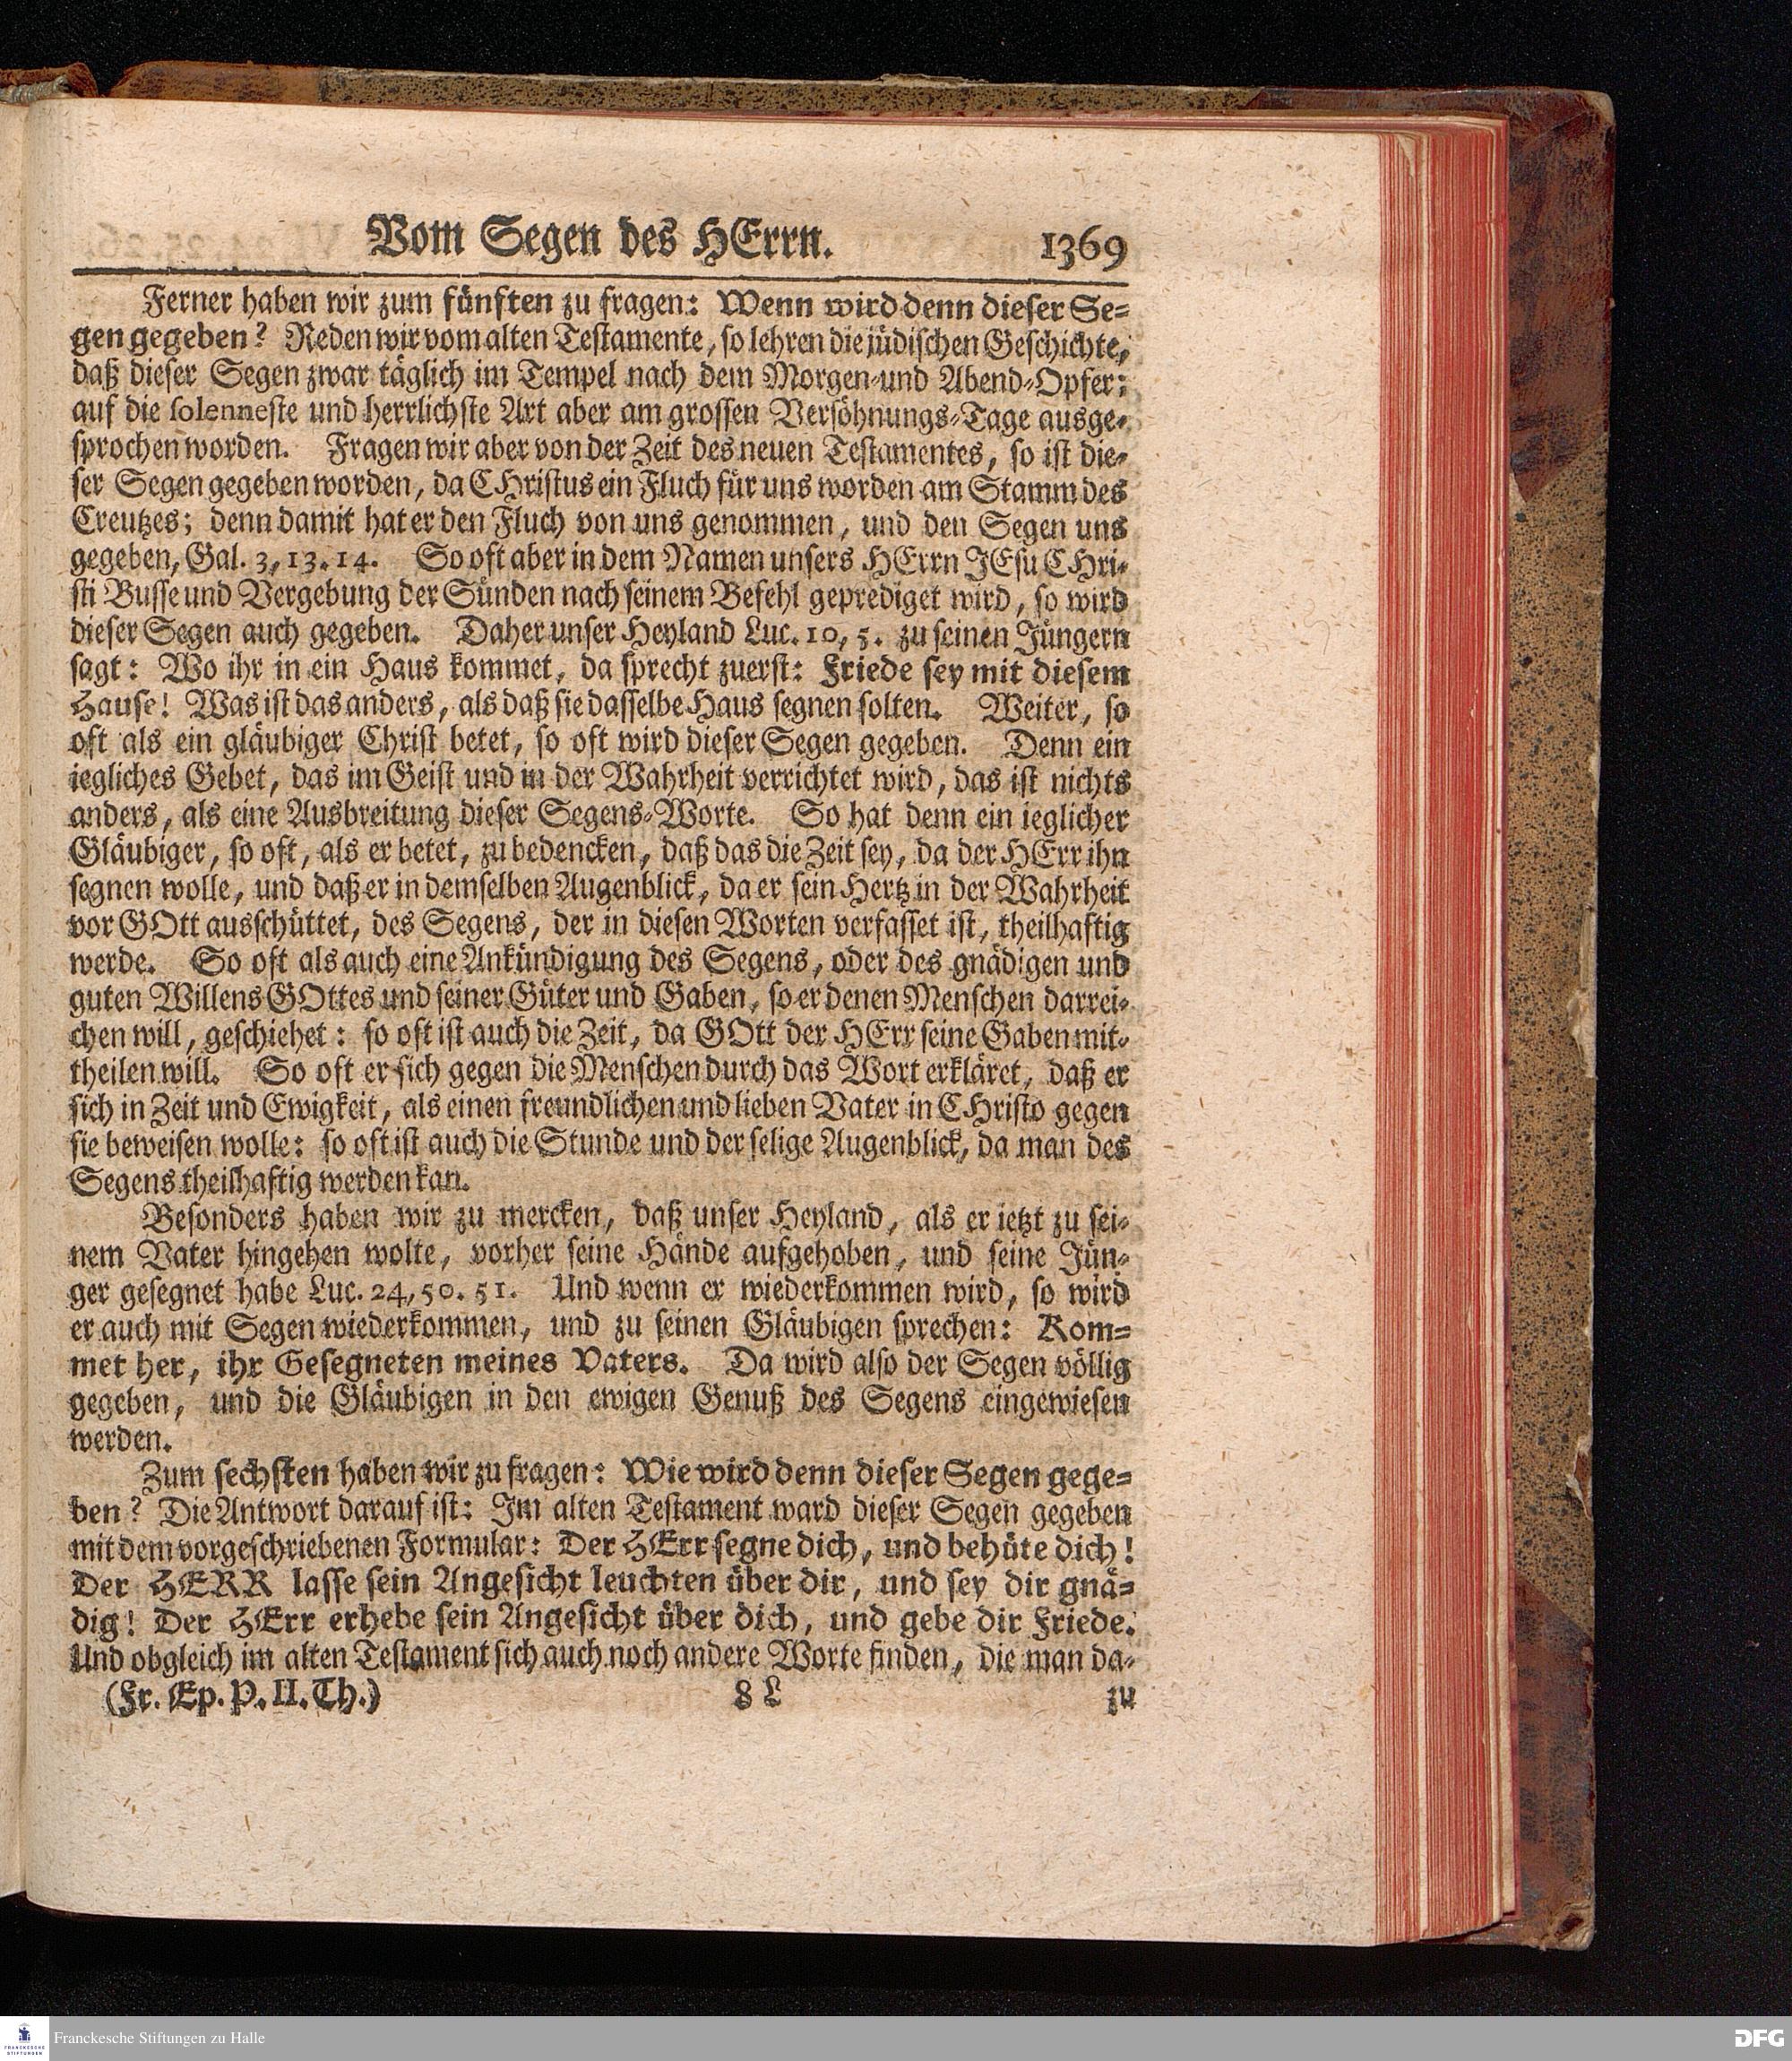 Vom Segen des HErrn. 1369
Ferner haben wir zum fünften zu fragen: Wenn wird denn dieser Se=
gen gegeben? Reden wir vom alten Testamente, so lehren die jüdischen Geschichte,
daß dieser Segen zwar täglich im Tempel nach dem Morgen-und Abend-Opfer;
auf die solenneste und herrlichste Art aber am grossen Versöhnungs-Tage ausge-
sprochen worden. Fragen wir aber von der Zeit des neuen Testamentes, so ist die-
ser Segen gegeben worden, da CHristus ein Fluch für uns worden am Stamm des
Creutzes; denn damit hat er den Fluch von uns genommen, und den Segen uns
gegeben, Gal. 3, 13. 14. So oft aber in dem Namen unsers HErrn JEsu CHri-
sti Busse und Vergebung der Sünden nach seinem Befehl geprediget wird, so wird
dieser Segen auch gegeben. Daher unser Heyland Luc. 10, 5. zu seinen Jüngern
sagt: Wo ihr in ein Haus kommet, da sprecht zuerst: Friede sey mit diesem
Hause! Was ist das anders, als daß sie dasselbe Haus segnen solten. Weiter, so
oft als ein gläubiger Christ betet, so oft wird dieser Segen gegeben. Denn ein
iegliches Gebet, das im Geist und in der Wahrheit verrichtet wird, das ist nichts
anders, als eine Ausbreitung dieser Segens-Worte. So hat denn ein ieglicher
Gläubiger, so oft, als er betet, zu bedencken, daß das die Zeit sey, da der HErr ihn
segnen wolle, und daß er in demselben Augenblick, da er sein Hertz in der Wahrheit
vor GOtt ausschüttet, des Segens, der in diesen Worten verfasset ist, theilhaftig
werde. So oft als auch eine Ankündigung des Segens, oder des gnädigen und
guten Willens GOttes und seiner Güter und Gaben, so er denen Menschen darrei-
chen will, geschiehet: so oft ist auch die Zeit, da GOtt der HErr seine Gaben mit-
theilen will. So oft er sich gegen die Menschen durch das Wort erkläret, daß er
sich in Zeit und Ewigkeit, als einen freundlichen und lieben Vater in CHristo gegen
sie beweisen wolle: so oft ist auch die Stunde und der selige Augenblick, da man des
Segens theilhaftig werden kan.
Besonders haben wir zu mercken, daß unser Heyland, als er ietzt zu sei-
nem Vater hingehen wolte, vorher seine Hände aufgehoben, und seine Jün-
ger gesegnet habe Luc. 24, 50. 51. Und wenn er wiederkommen wird, so wird
er auch mit Segen wiederkommen, und zu seinen Gläubigen sprechen: Kom=
met her, ihr Gesegneten meines Vaters. Da wird also der Segen völlig
gegeben, und die Gläubigen in den ewigen Genuß des Segens eingewiesen
werden.
Zum sechsten haben wir zu fragen: Wie wird denn dieser Segen gege=
ben? Die Antwort darauf ist: Im alten Testament ward dieser Segen gegeben
mit dem vorgeschriebenen Formular: Der HErr segne dich, und behüte dich!
Der HERR lasse sein Angesicht leuchten über dir, und sey dir gnä=
dig! Der HErr erhebe sein Angesicht über dich, und gebe dir Friede.
Und obgleich im alten Testament sich auch noch andere Worte finden, die man da-
(Fr. Ep. P. II. Th.) 8 L zu
FRANCKESCHE STIFTUNGEN
Franckesche Stiftungen zu Halle
DFG